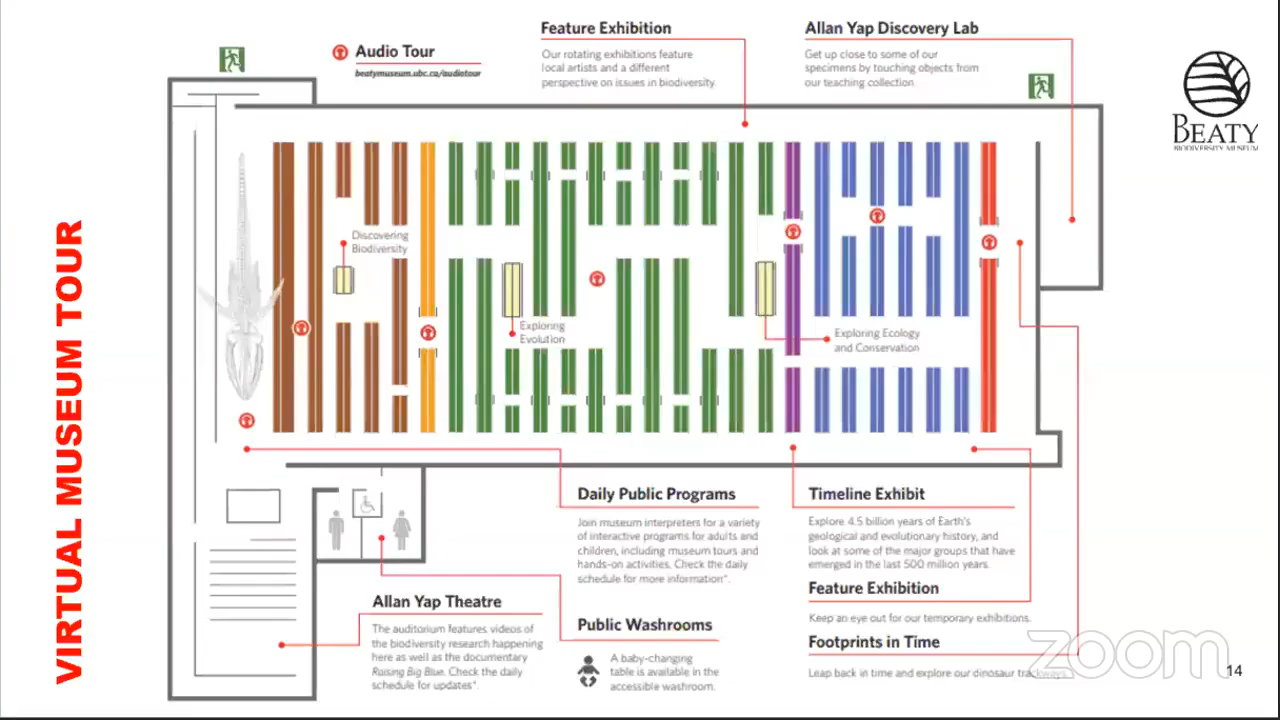 VIRTUAL MUSEUM TOUR
Audio Tour
beatymuseum.ubc.ca/audiotour
Feature Exhibition
Our rotating exhibitions feature
local artists and a different
perspective on issues in biodiversity.
Allan Yap Discovery Lab
Get up close to some of our
specimens by touching objects from
our teaching collection.
BEATY
BIODIVERSITY MUSEUM
Discovering
Biodiversity
Exploring
Evolution
Exploring Ecology
and Conservation
Daily Public Programs
Join museum interpreters for a variety
of interactive programs for adults and
children, including museum tours and
hands-on activities. Check the daily
schedule for more information*.
Timeline Exhibit
Explore 4.5 billion years of Earth's
geological and evolutionary history, and
look at some of the major groups that have
emerged in the last 500 million years.
Feature Exhibition
Keep an eye out for our temporary exhibitions.
Footprints in Time
Leap back in time and explore our dinosaur trackways.
Allan Yap Theatre
The auditorium features videos of
the biodiversity research happening
here as well as the documentary
Raising Big Blue. Check the daily
schedule for updates*.
Public Washrooms
A baby-changing
table is available in the
accessible washroom.
zoom
14